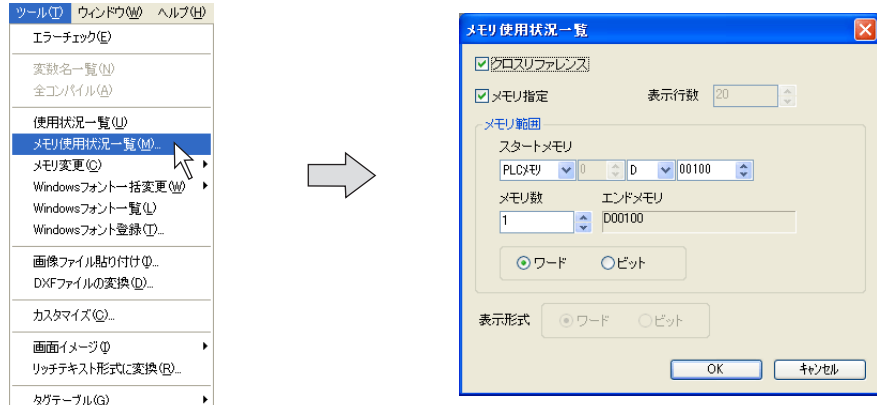 ツール(T) ウィンドウ(W) ヘルプ(H)
エラーチェック(E)
変数名一覧(N)
全コンパイル(A)
使用状況一覧(U)
メモリ使用状況一覧(M)...
メモリ変更(C)
Windowsフォント一括変更(W)
Windowsフォント一覧(L)
Windowsフォント登録(T)...
画像ファイル貼り付け(I)...
DXFファイルの変換(D)...
カスタマイズ(C)...
画面イメージ(I)
リッチテキスト形式に変換(R)...
タグテーブル(G)
メモリ使用状況一覧
クロスリファレンス
メモリ指定 表示行数 20
メモリ範囲
スタートメモリ
PLCメモリ 0 D 00100
メモリ数 エンドメモリ
1 D00100
ワード ビット
表示形式 ワード ビット
OK キャンセル